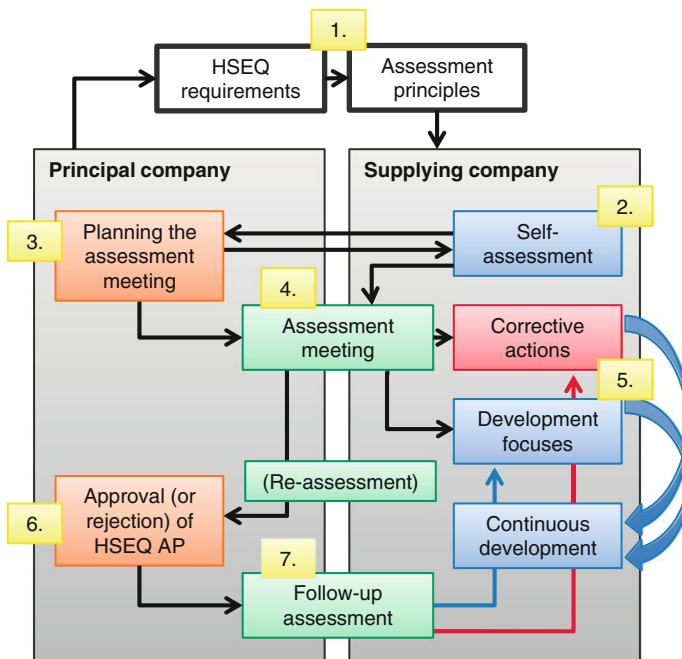 1.
HSEQ
requirements
Assessment
principles
Principal company
Supplying company
2.
3.
Planning the
assessment
meeting
Self-
assessment
4.
Assessment
meeting
Corrective
actions
5.
Development
focuses
(Re-assessment)
6.
Approval (or
rejection) of
HSEQ AP
Continuous
development
7.
Follow-up
assessment